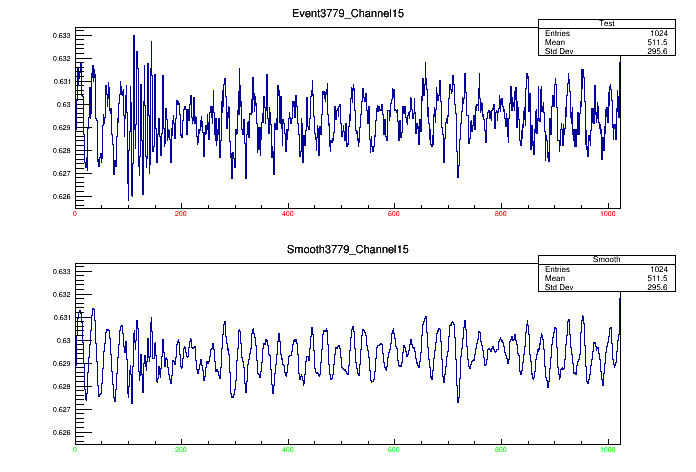 Event3779_Channel15
Test
Entries 1024
Mean 511.5
Std Dev 295.6
0.633
0.632
0.631
0.63
0.629
0.628
0.627
0.626
0 200 400 600 800 1000
Smooth3779_Channel15
Smooth
Entries 1024
Mean 511.5
Std Dev 295.6
0.633
0.632
0.631
0.63
0.629
0.628
0.627
0.626
0 200 400 600 800 1000